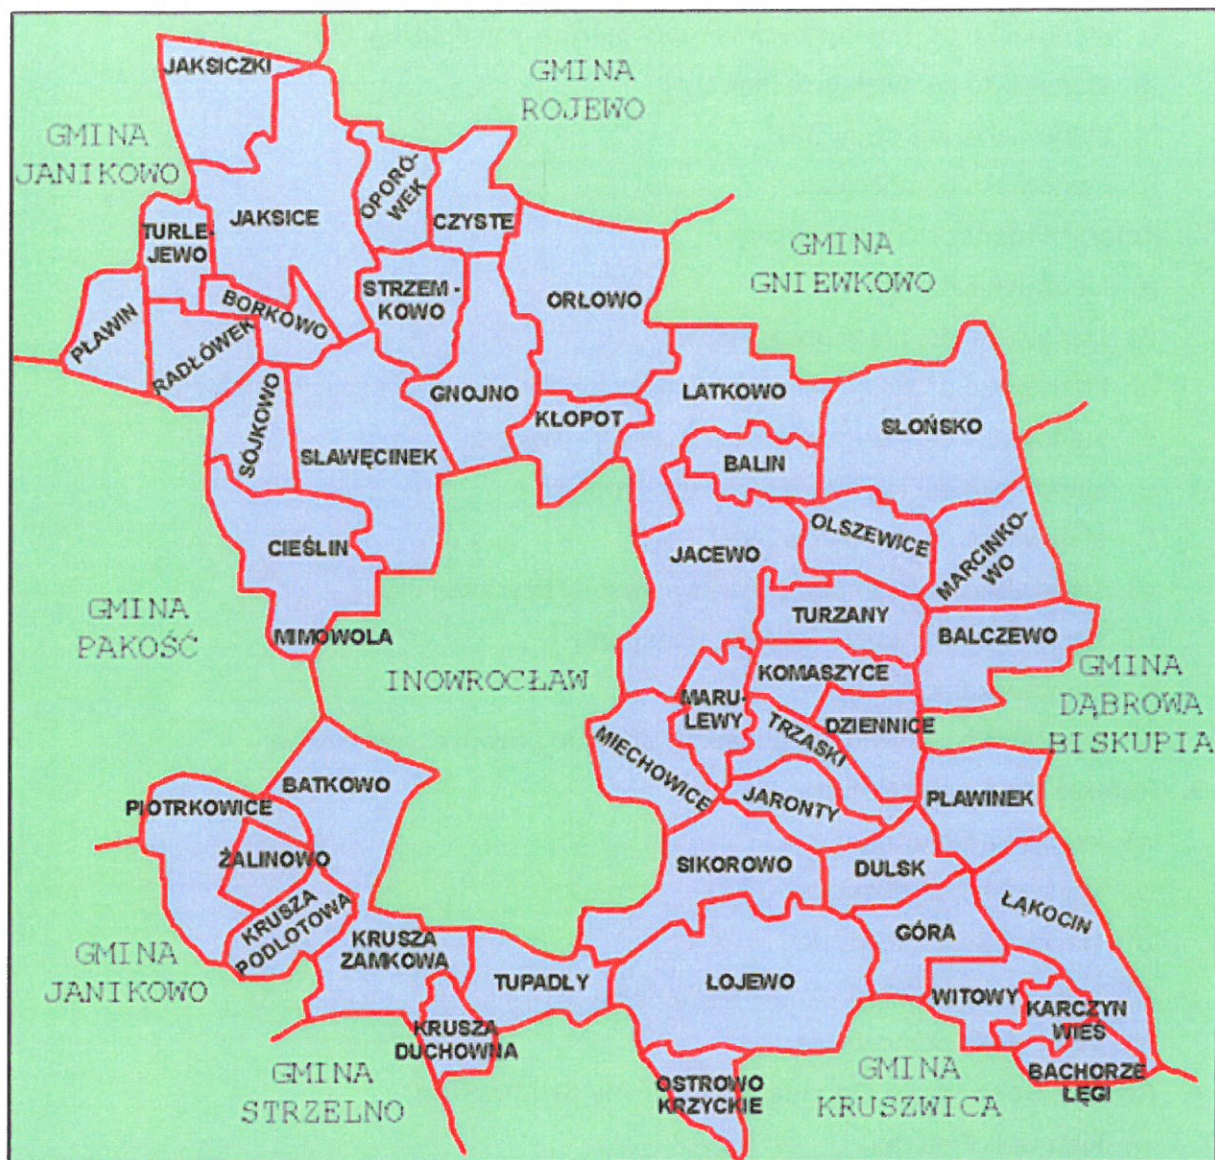 JAKSICZKI
GMINA
ROJEWO
GMINA
JANIKOWO
OPORÓ-
WEK
JAKSICE
CZYSTE
TURLE-
JEWO
GMINA
GNIEWKOWO
STRZEM-
KOWO
ORŁOWO
BORKOWO
PŁAWIN
RADŁÓWEK
GNOJNO
LATKOWO
KŁOPOT
SŁOŃSKO
SÓJKOWO
SLAWĘCINEK
BALIN
OLSZEWICE
MARCINKO-
WO
CIEŚLIN
JACEWO
GMINA
PAKOŚĆ
TURZANY
BALCZEWO
MIMOWOLA
INOWROCŁAW
KOMASZYCE
GMINA
DĄBROWA
BISKUPIA
MARU-
LEWY
TRZASKI
DZIENNICE
MIECHOWICE
BATKOWO
PIOTRKOWICE
JARONTY
PLAWINEK
ŻALINOWO
SIKOROWO
DULSK
KRUSZA
PODLOTOWA
ŁĄKOCIN
KRUSZA
ZAMKOWA
GÓRA
GMINA
JANIKOWO
TUPADŁY
LOJEWO
WITOWY
KARCZYN
WIEŚ
KRUSZA
DUCHOWNA
BACHORZE
ŁĘGI
GMINA
STRZELNO
OSTROWO
KRZYCKIE
GMINA
KRUSZWICA